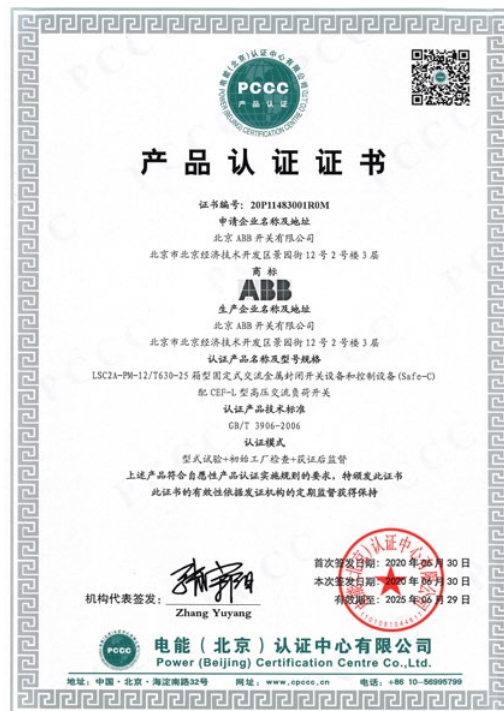 电能(北京)认证中心有限公司
PCCC
产品认证
POWER (BEIJING) CERTIFICATION CENTRE CO.,LTD.
产品认证证书
证书编号: 20P11483001R0M
申请企业名称及地址
北京 ABB 开关有限公司
北京市北京经济技术开发区景园街 12 号 2 号楼 3 层
商标
ABB
生产企业名称及地址
北京 ABB 开关有限公司
北京市北京经济技术开发区景园街 12 号 2 号楼 3 层
认证产品名称及型号规格
LSC2A-PM-12/T630-25 箱型固定式交流金属封闭开关设备和控制设备(Safe-C)
配 CEF-L 型高压交流负荷开关
认证产品技术标准
GB/T 3906-2006
认证模式
型式试验+初始工厂检查+获证后监督
上述产品符合自愿性产品认证实施规则的要求, 特颁发此证书
此证书的有效性依据发证机构的定期监督获得保持
首次签发日期: 2020 年 06 月 30 日
本次签发日期: 2020 年 06 月 30 日
有效期至: 2025 年 06 月 29 日
机构代表签发:
Zhang Yuyang
PCCC
电能(北京)认证中心有限公司
Power (Beijing) Certification Centre Co.,Ltd.
地址: 中国·北京·海淀南路32号 网址: www.cpccc.cn 电话: +86 10-56995799